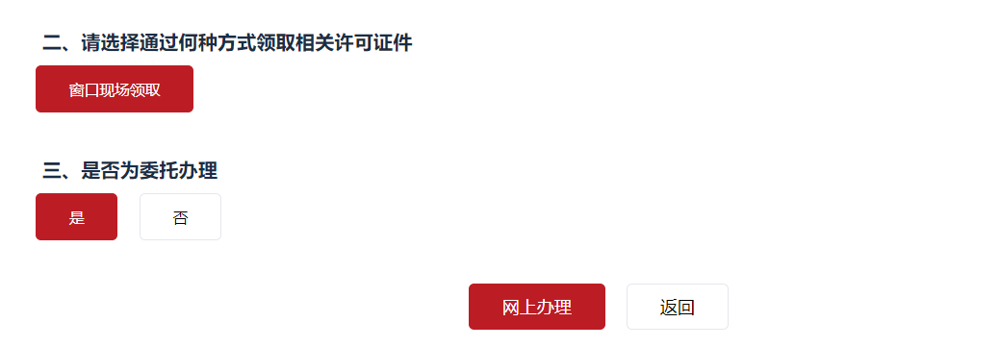 二、请选择通过何种方式领取相关许可证件
窗口现场领取
三、是否为委托办理
是 否
网上办理 返回